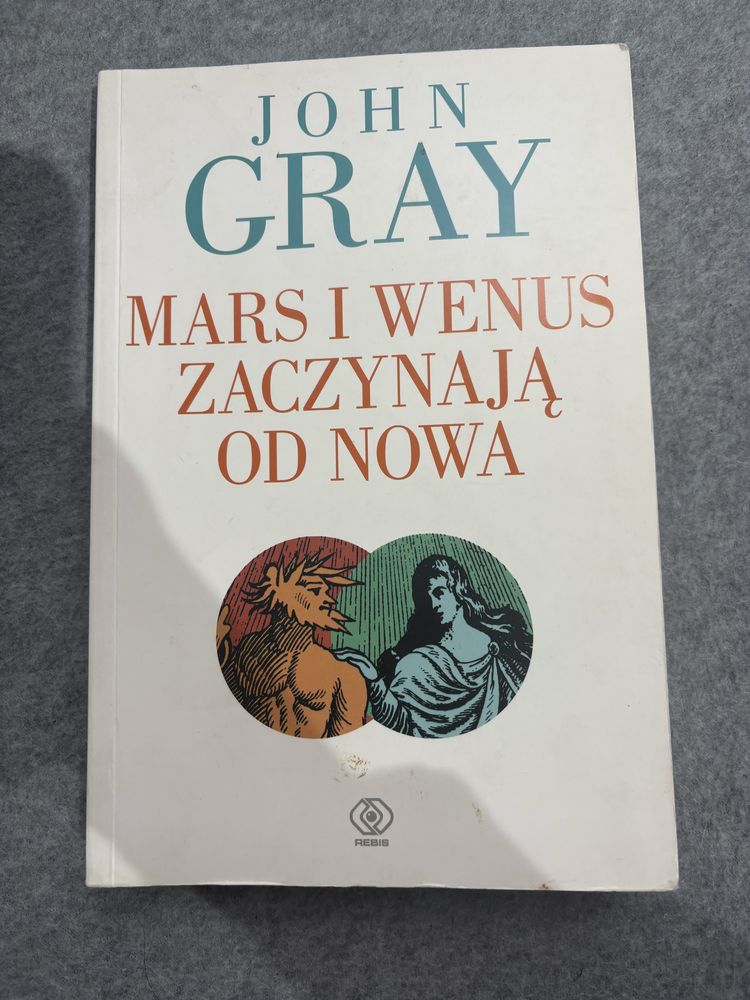 JOHN
GRAY
MARS I WENUS
ZACZYNAJĄ
OD NOWA
REBIS